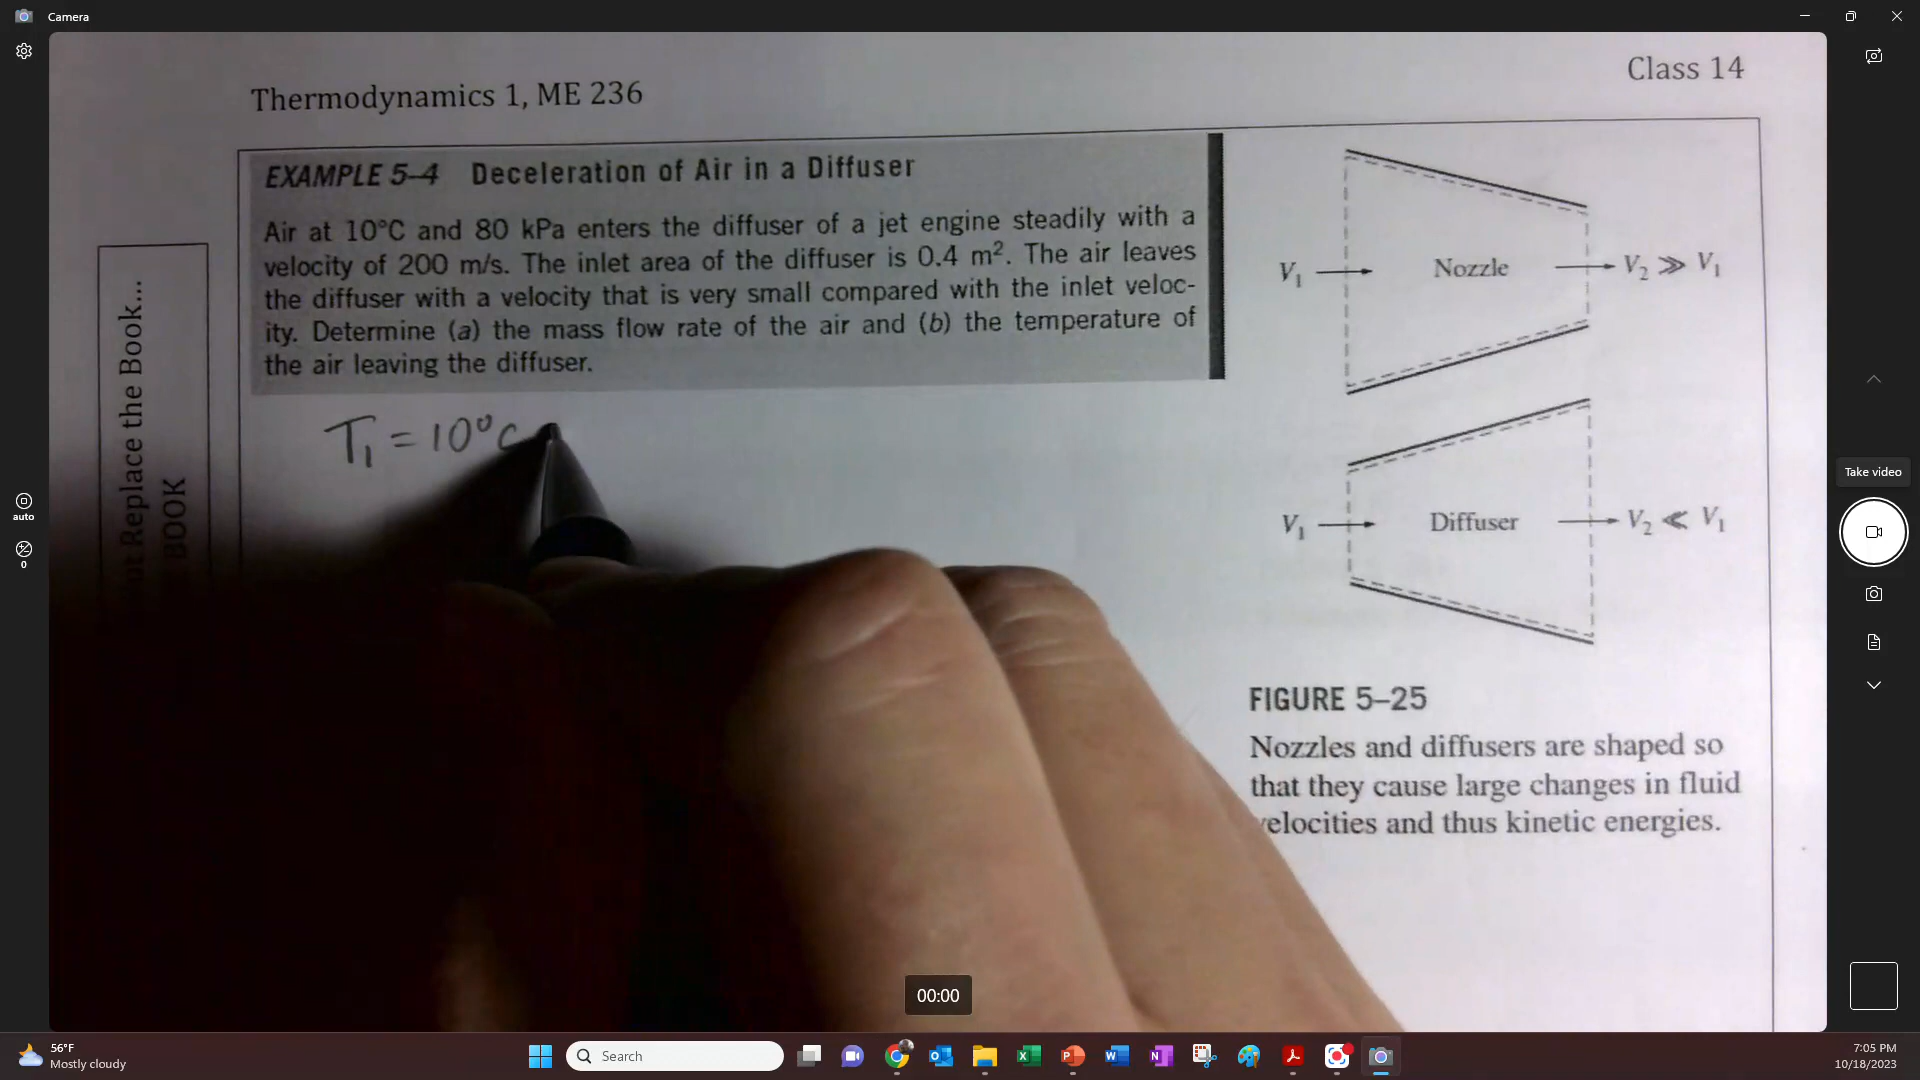 Camera
Thermodynamics 1, ME 236
Class 14
EXAMPLE 5–4 Deceleration of Air in a Diffuser
Air at 10°C and 80 kPa enters the diffuser of a jet engine steadily with a
velocity of 200 m/s. The inlet area of the diffuser is 0.4 m². The air leaves
the diffuser with a velocity that is very small compared with the inlet veloc-
ity. Determine (a) the mass flow rate of the air and (b) the temperature of
the air leaving the diffuser.
T₁ = 10°C
Replace the Book...
BOOK
V₁ Nozzle V₂ ≫ V₁
V₁ Diffuser V₂ ≪ V₁
FIGURE 5–25
Nozzles and diffusers are shaped so
that they cause large changes in fluid
velocities and thus kinetic energies.
auto
0
Take video
00:00
56°F
Mostly cloudy
Search
7:05 PM
10/18/2023